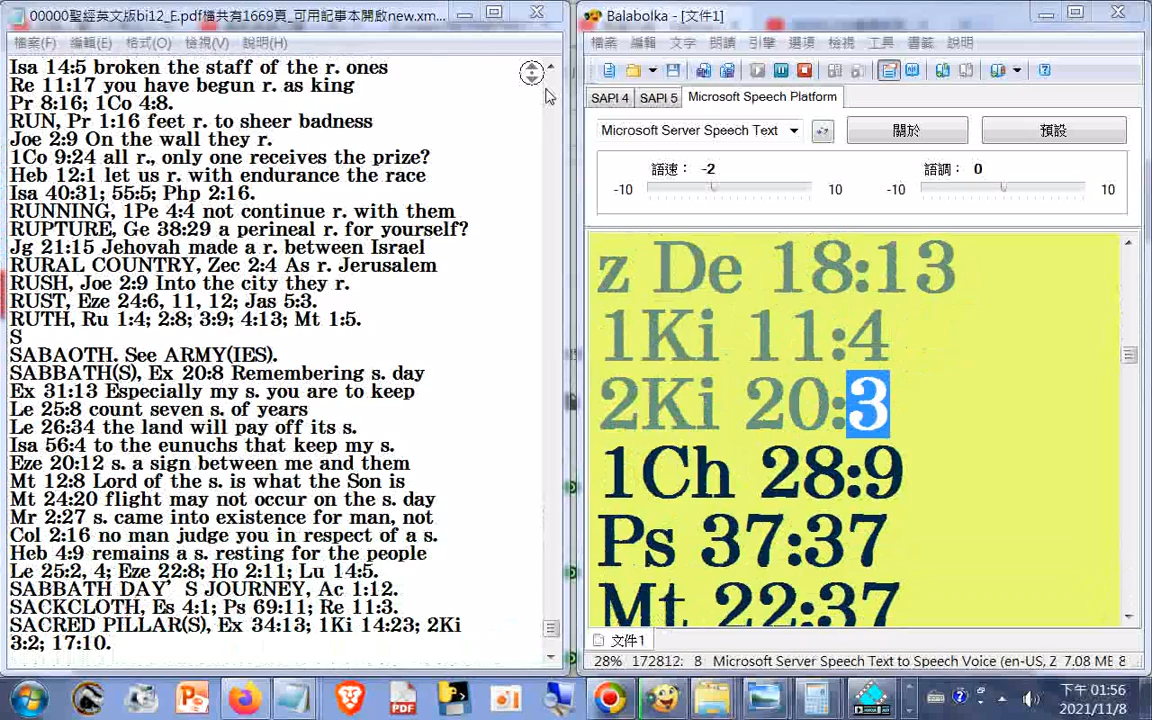 00000聖經英文版bi12_E.pdf檔共有1669頁_可用記事本開啟new.xm...
檔案(F) 編輯(E) 格式(O) 檢視(V) 說明(H)
Isa 14:5 broken the staff of the r. ones
Re 11:17 you have begun r. as king
Pr 8:16; 1Co 4:8.
RUN, Pr 1:16 feet r. to sheer badness
Joe 2:9 On the wall they r.
1Co 9:24 all r., only one receives the prize?
Heb 12:1 let us r. with endurance the race
Isa 40:31; 55:5; Php 2:16.
RUNNING, 1Pe 4:4 not continue r. with them
RUPTURE, Ge 38:29 a perineal r. for yourself?
Jg 21:15 Jehovah made a r. between Israel
RURAL COUNTRY, Zec 2:4 As r. Jerusalem
RUSH, Joe 2:9 Into the city they r.
RUST, Eze 24:6, 11, 12; Jas 5:3.
RUTH, Ru 1:4; 2:8; 3:9; 4:13; Mt 1:5.
S
SABAOTH. See ARMY(IES).
SABBATH(S), Ex 20:8 Remembering s. day
Ex 31:13 Especially my s. you are to keep
Le 25:8 count seven s. of years
Le 26:34 the land will pay off its s.
Isa 56:4 to the eunuchs that keep my s.
Eze 20:12 s. a sign between me and them
Mt 12:8 Lord of the s. is what the Son is
Mt 24:20 flight may not occur on the s. day
Mr 2:27 s. came into existence for man, not
Col 2:16 no man judge you in respect of a s.
Heb 4:9 remains a s. resting for the people
Le 25:2, 4; Eze 22:8; Ho 2:11; Lu 14:5.
SABBATH DAY’S JOURNEY, Ac 1:12.
SACKCLOTH, Es 4:1; Ps 69:11; Re 11:3.
SACRED PILLAR(S), Ex 34:13; 1Ki 14:23; 2Ki
3:2; 17:10.
Balabolka - [文件1]
檔案 編輯 文字 朗讀 引擎 選項 檢視 工具 書籤 說明
SAPI 4 SAPI 5 Microsoft Speech Platform
Microsoft Server Speech Text 關於 預設
語速： -2 語調： 0
-10 10 -10 10
z De 18:13
1Ki 11:4
2Ki 20:3
1Ch 28:9
Ps 37:37
Mt 22:37
文件1
28% 172812: 8 Microsoft Server Speech Text to Speech Voice (en-US, Z 7.08 MB 8
下午 01:56
2021/11/8